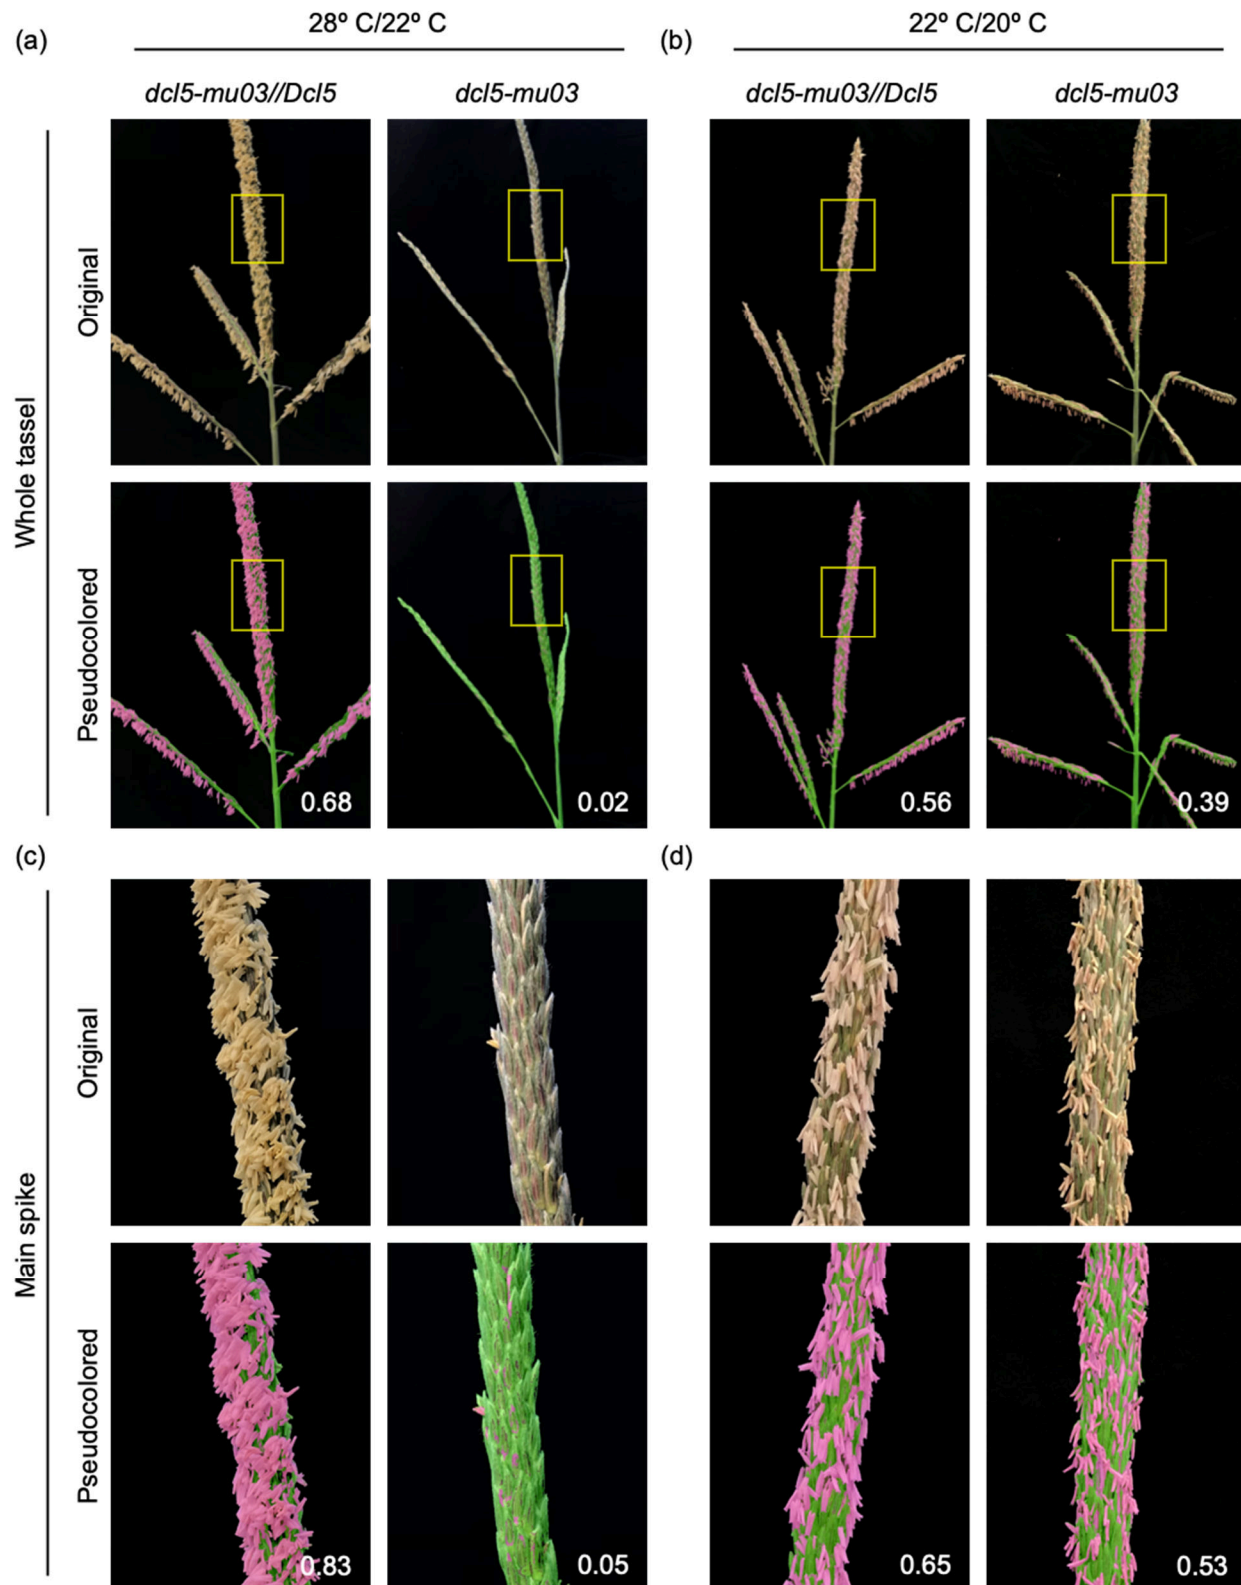 (a)
28º C/22º C
(b)
22º C/20º C
dcl5-mu03//Dcl5
dcl5-mu03
dcl5-mu03//Dcl5
dcl5-mu03
Whole tassel
Original
Pseudocolored
0.68
0.02
0.56
0.39
(c)
(d)
Main spike
Original
Pseudocolored
0.83
0.05
0.65
0.53